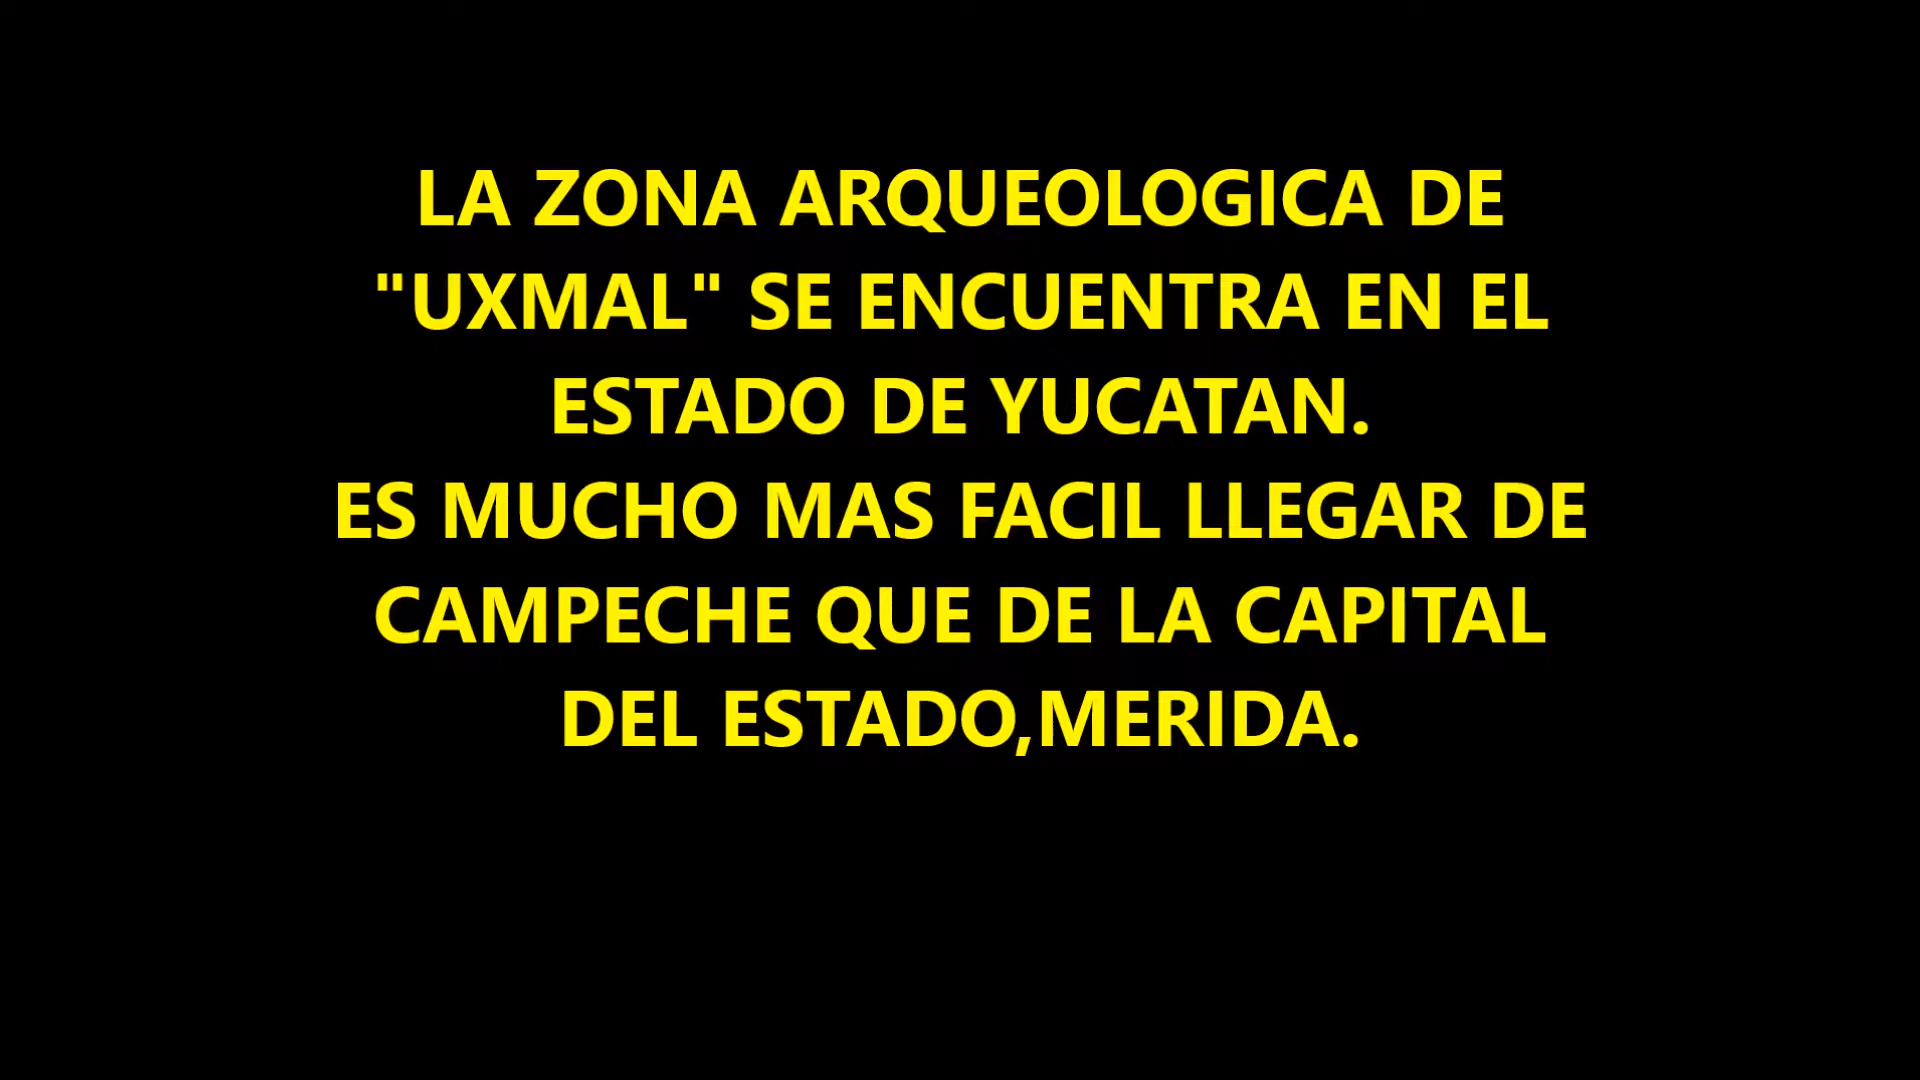 LA ZONA ARQUEOLOGICA DE
"UXMAL" SE ENCUENTRA EN EL
ESTADO DE YUCATAN.
ES MUCHO MAS FACIL LLEGAR DE
CAMPECHE QUE DE LA CAPITAL
DEL ESTADO,MERIDA.